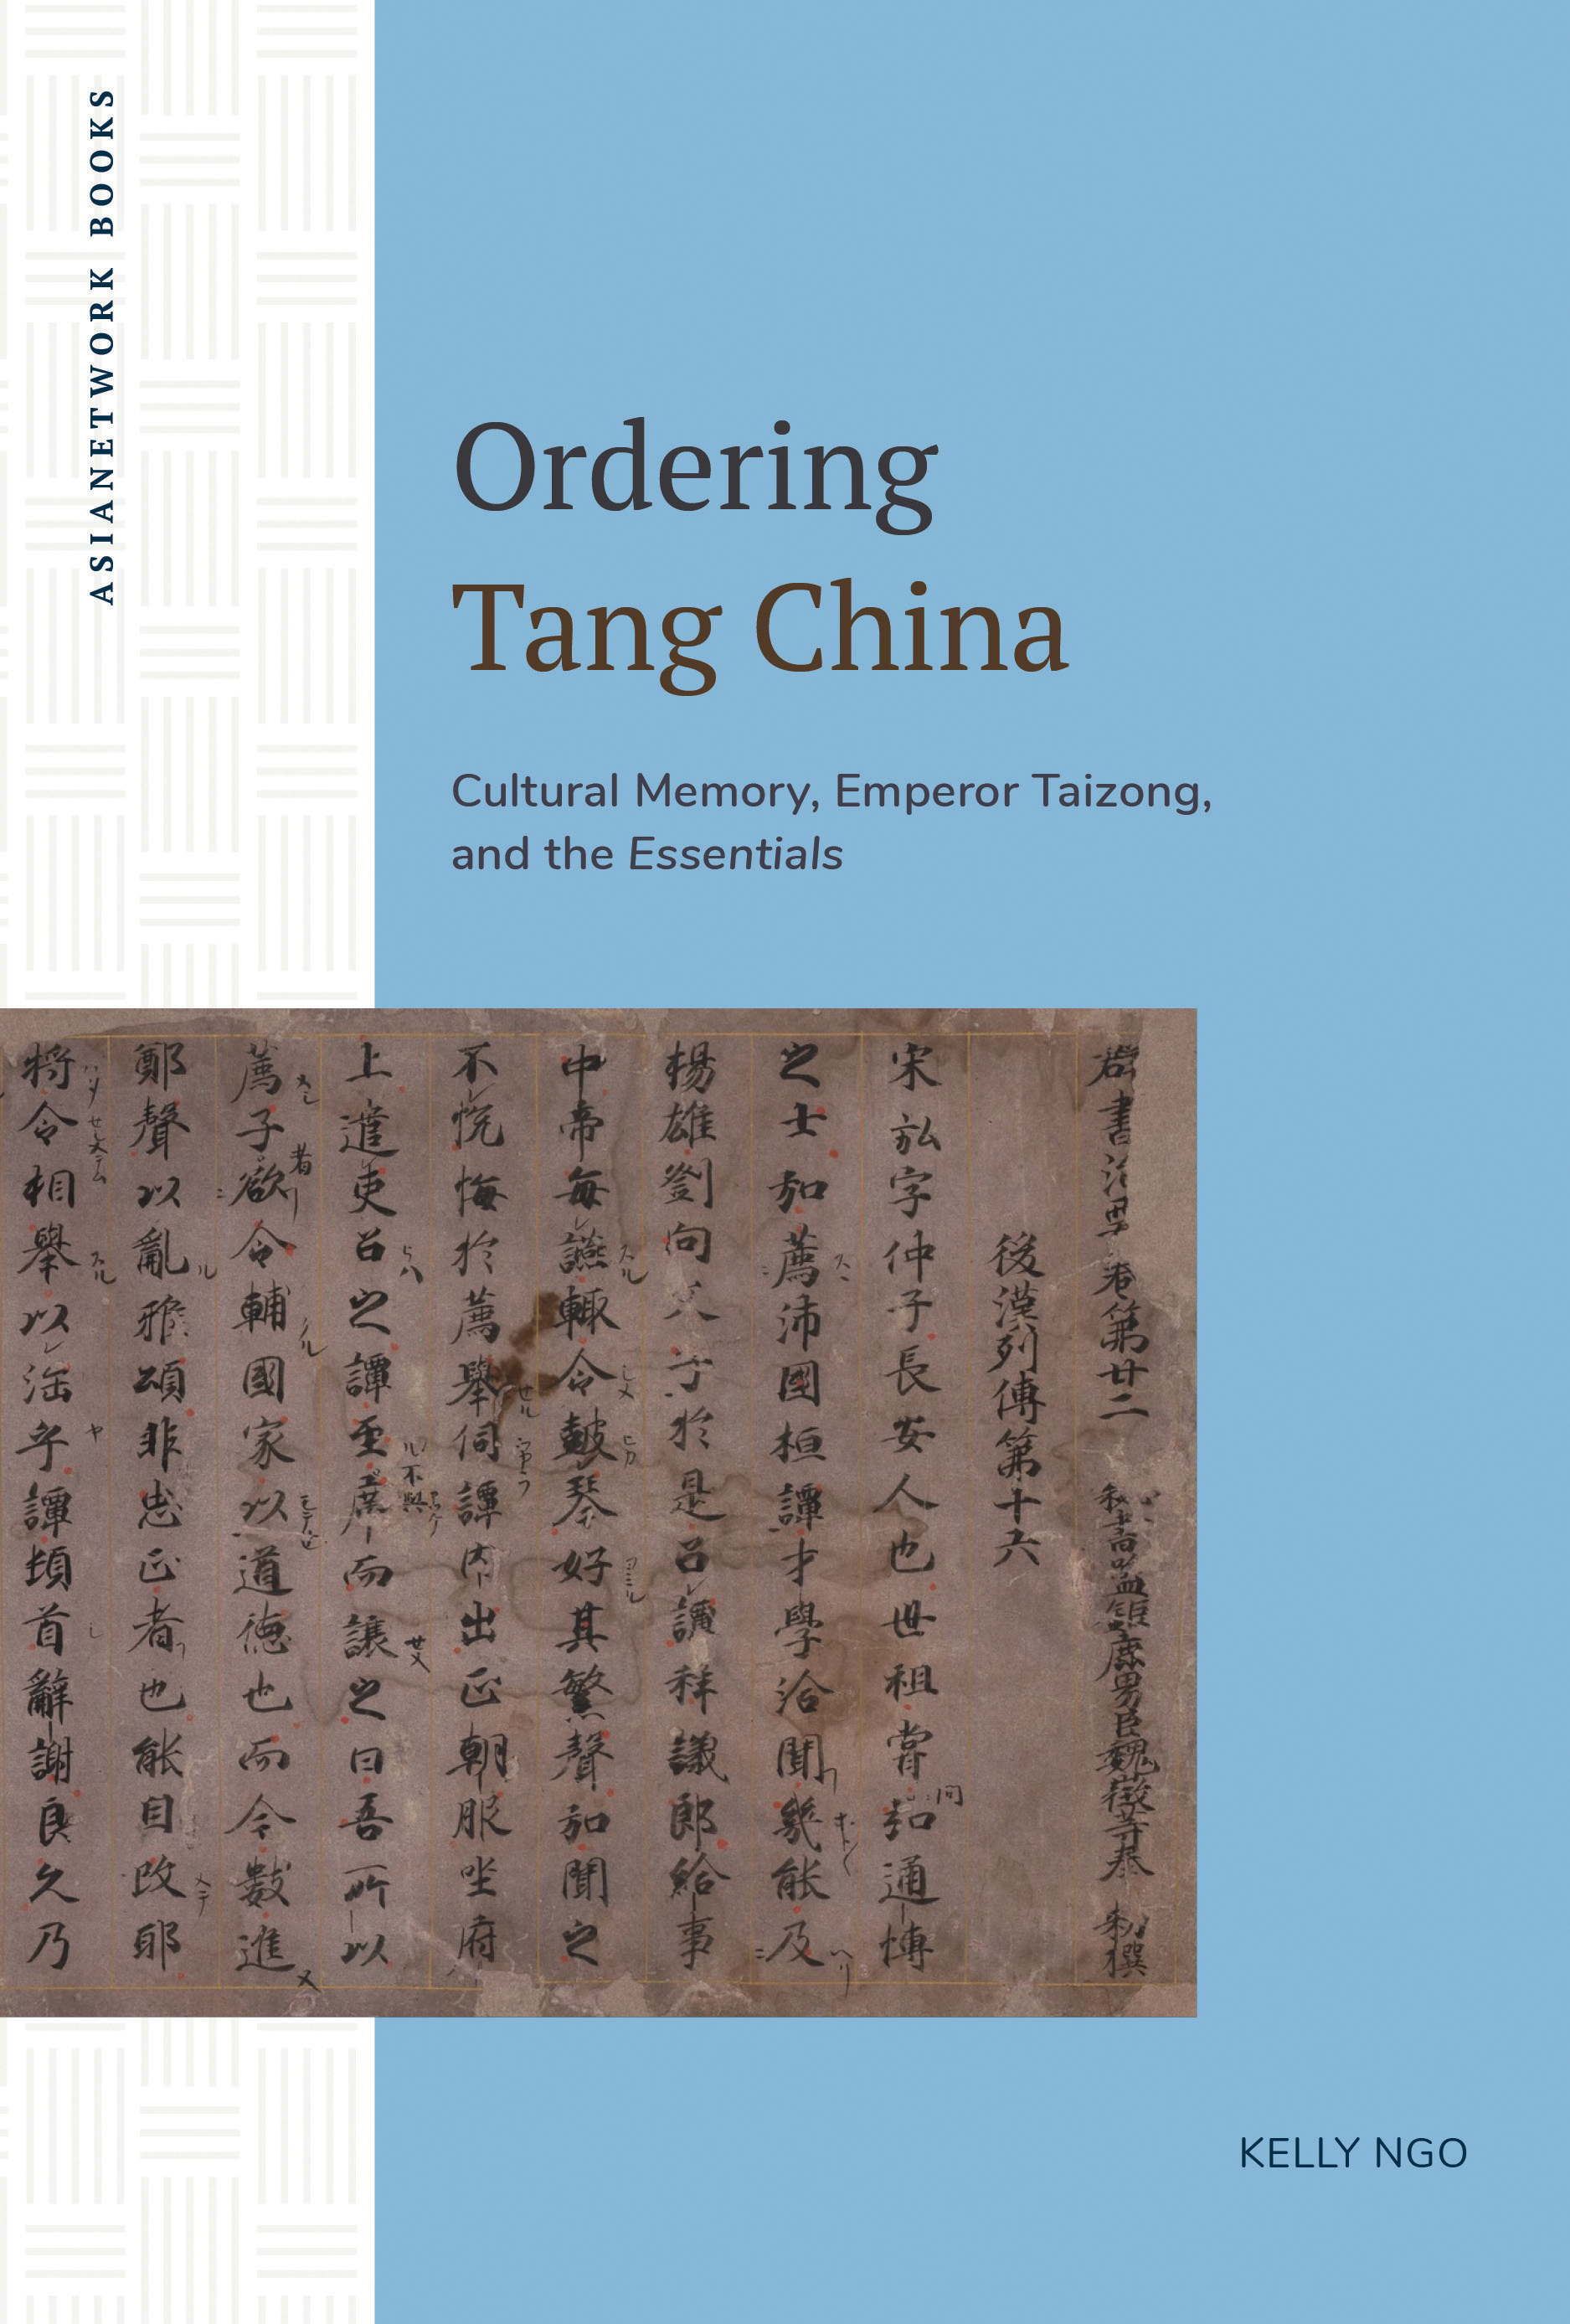 ASIANETWORK BOOKS
Ordering
Tang China
Cultural Memory, Emperor Taizong,
and the Essentials
群書治要卷第廿二 秘書監鉅鹿男臣魏徵等奉 勅撰
後漢列傳第十六
宋弘字仲子長安人也世祖嘗問弘通博
之士弘薦沛國桓譚才學洽聞幾能及
楊雄劉向父子於是召譚拜議郎給事
中帝每讌輒令鼓琴好其繁聲弘聞之
不悅悔於薦舉伺譚內出正朝服坐府
上遣吏召之譚至不與席而讓之曰吾所以
薦子者欲令輔國家以道德也而今數進
鄭聲以亂雅頌非忠正者也能自改耶
將令相舉以法乎譚頓首辭謝良久乃
KELLY NGO